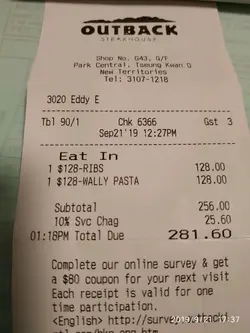 OUTBACK
STEAKHOUSE
Shop No. G43, G/F
Park Central, Tseung Kwan O
New Territories
Tel: 3107-1218
3020 Eddy E
Tbl 90/1 Chk 6366 Gst 3
Sep21'19 12:27PM
Eat In
1 $128-RIBS 128.00
1 $128-WALLY PASTA 128.00
Subtotal 256.00
10% Svc Chag 25.60
01:18PM Total Due 281.60
Complete our online survey & get
a $80 coupon for your next visit
Each receipt is valid for one
time participation.
<English> http://survey